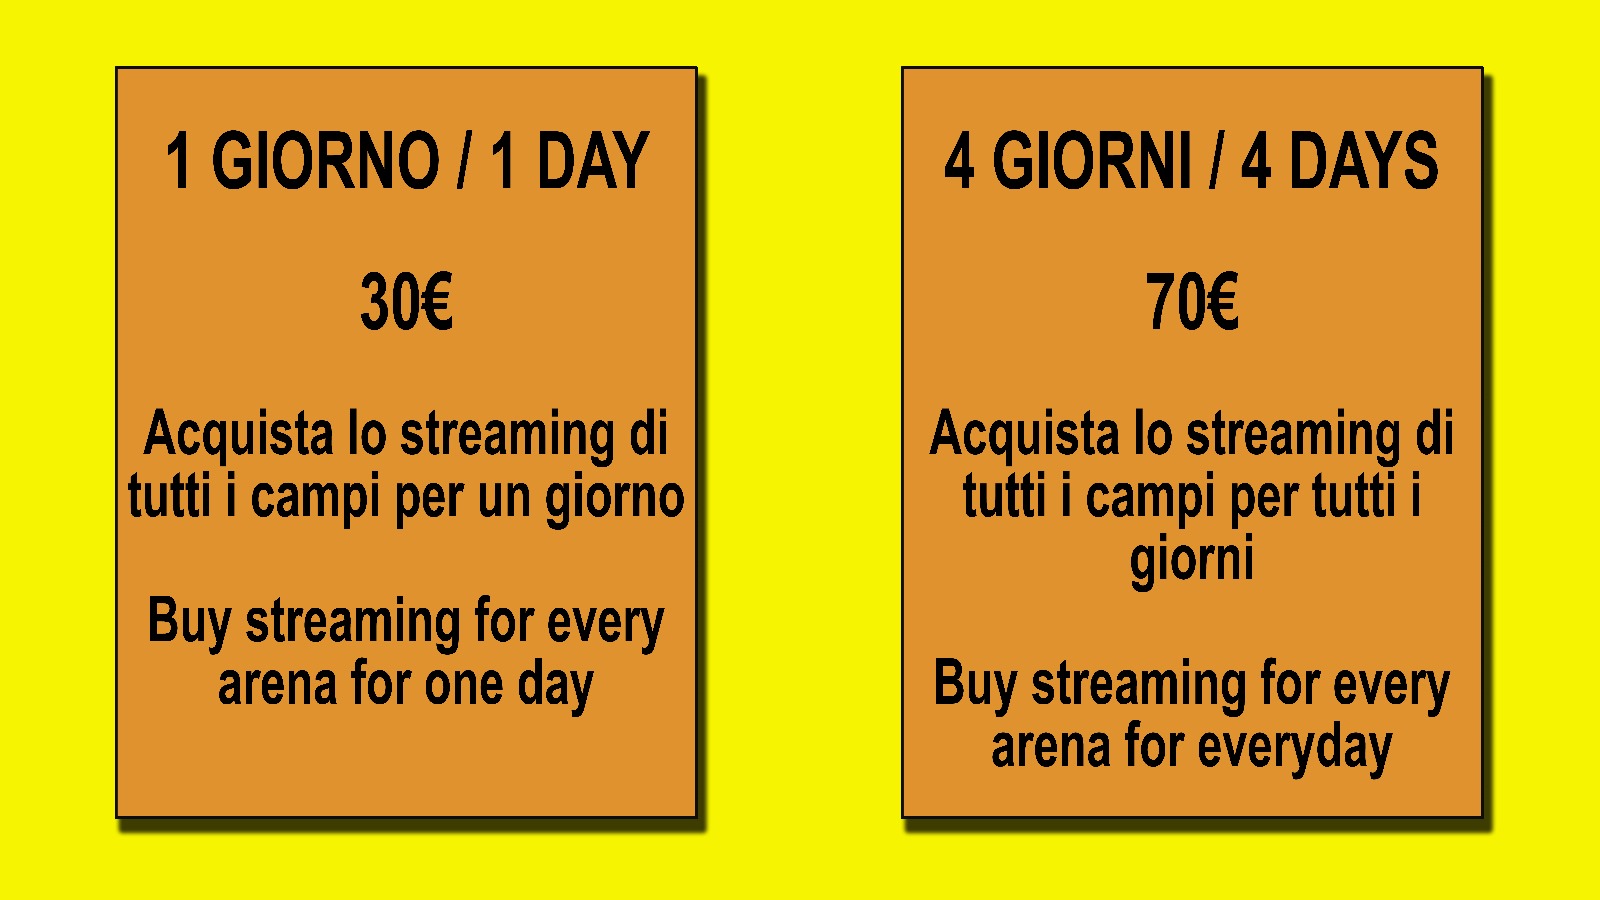 1 GIORNO / 1 DAY
30€
Acquista lo streaming di
tutti i campi per un giorno
Buy streaming for every
arena for one day
4 GIORNI / 4 DAYS
70€
Acquista lo streaming di
tutti i campi per tutti i
giorni
Buy streaming for every
arena for everyday